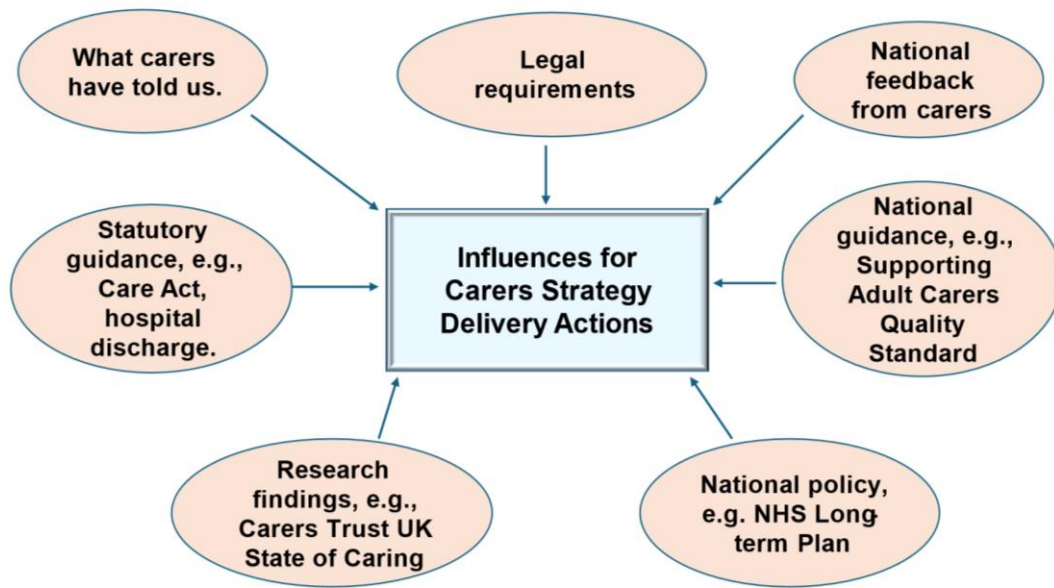 What carers
have told us.
Legal
requirements
National
feedback
from carers
Statutory
guidance, e.g.,
Care Act,
hospital
discharge.
Influences for
Carers Strategy
Delivery Actions
National
guidance, e.g.,
Supporting
Adult Carers
Quality
Standard
Research
findings, e.g.,
Carers Trust UK
State of Caring
National policy,
e.g. NHS Long-
term Plan